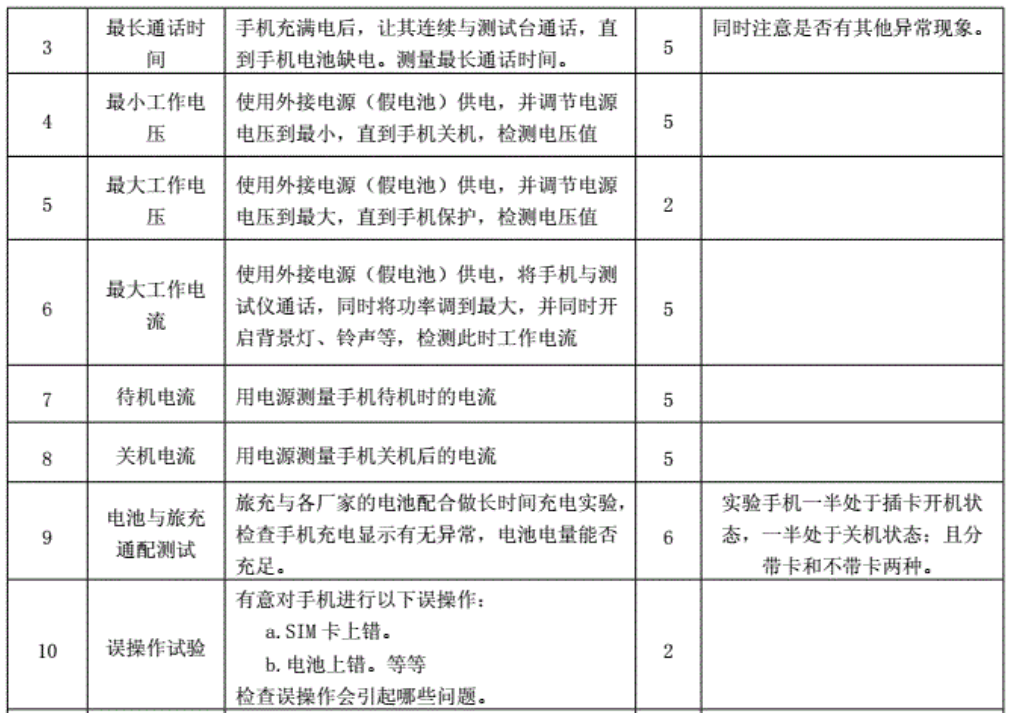 3
最长通话时
间
手机充满电后，让其连续与测试台通话，直
到手机电池缺电。测量最长通话时间。
5
同时注意是否有其他异常现象。
4
最小工作电
压
使用外接电源（假电池）供电，并调节电源
电压到最小，直到手机关机，检测电压值
5
5
最大工作电
压
使用外接电源（假电池）供电，并调节电源
电压到最大，直到手机保护，检测电压值
2
6
最大工作电
流
使用外接电源（假电池）供电，将手机与测
试仪通话，同时将功率调到最大，并同时开
启背景灯、铃声等，检测此时工作电流
5
7
待机电流
用电源测量手机待机时的电流
5
8
关机电流
用电源测量手机关机后的电流
5
9
电池与旅充
通配测试
旅充与各厂家的电池配合做长时间充电实验，
检查手机充电显示有无异常，电池电量能否
充足。
6
实验手机一半处于插卡开机状
态，一半处于关机状态；且分
带卡和不带卡两种。
10
误操作试验
有意对手机进行以下误操作：
a.SIM 卡上错。
b.电池上错。等等
检查误操作会引起哪些问题。
2